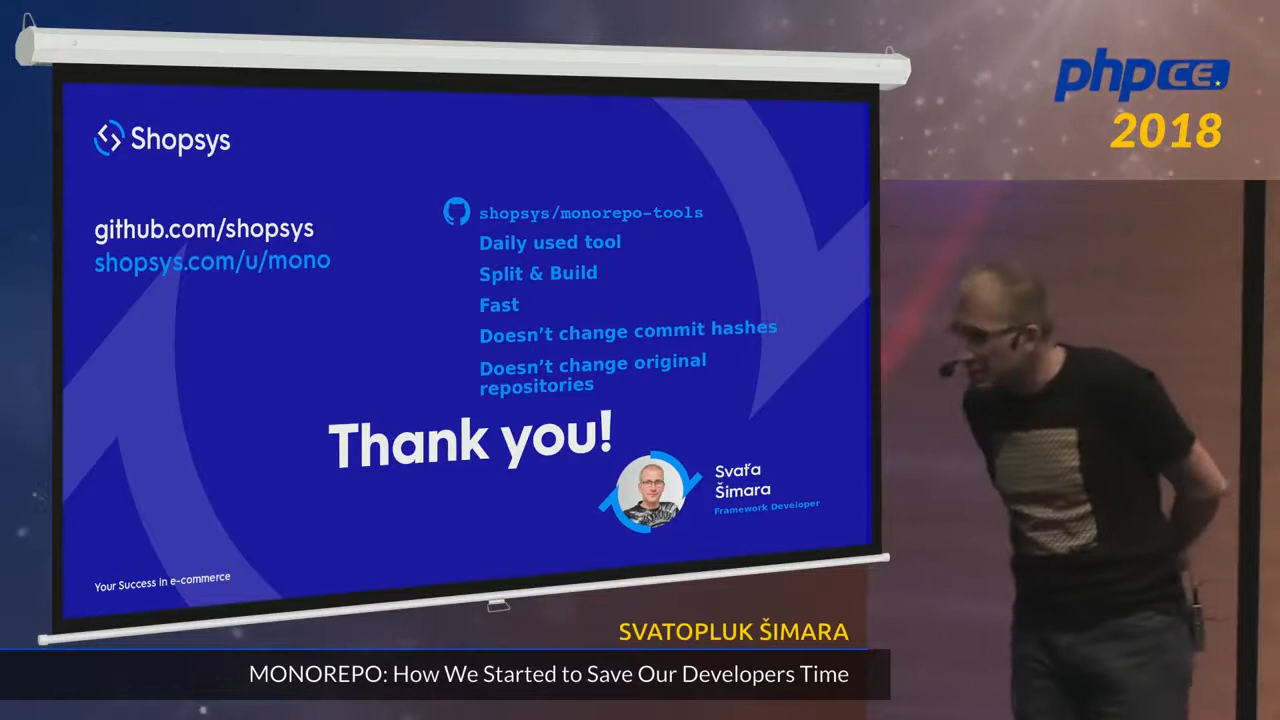 phpCE.
2018
Shopsys
github.com/shopsys
shopsys.com/u/mono
shopsys/monorepo-tools
Daily used tool
Split & Build
Fast
Doesn't change commit hashes
Doesn't change original
repositories
Thank you!
Svaťa
Šimara
Framework Developer
Your Success in e-commerce
SVATOPLUK ŠIMARA
MONOREPO: How We Started to Save Our Developers Time